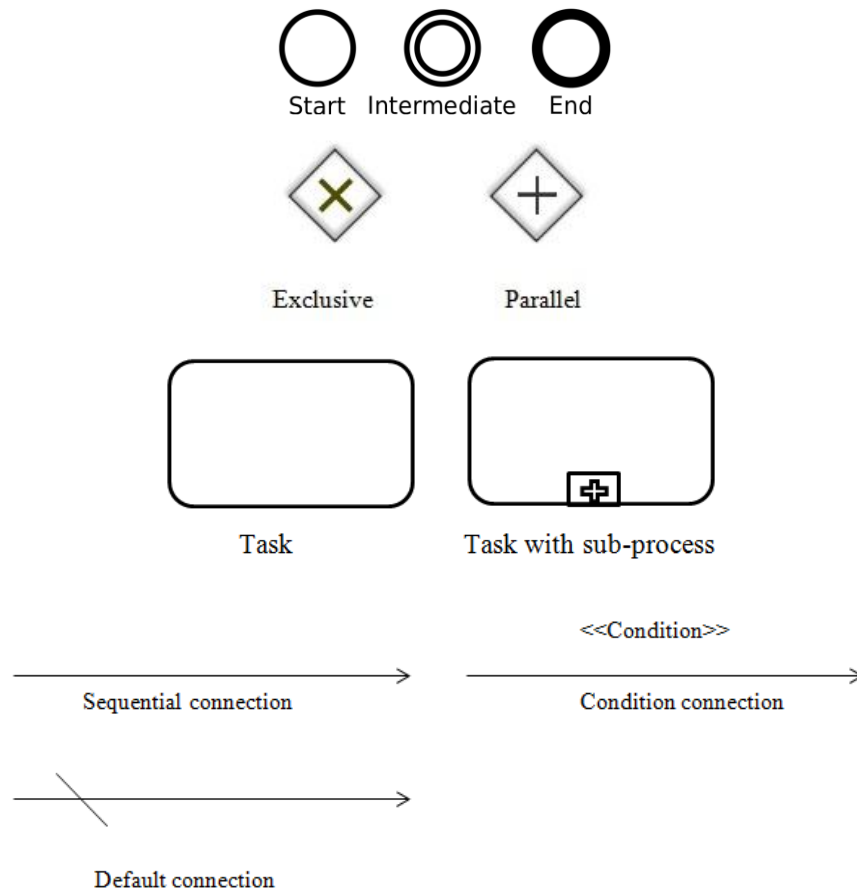 Start Intermediate End
Exclusive Parallel
Task Task with sub-process
<<Condition>>
Sequential connection Condition connection
Default connection